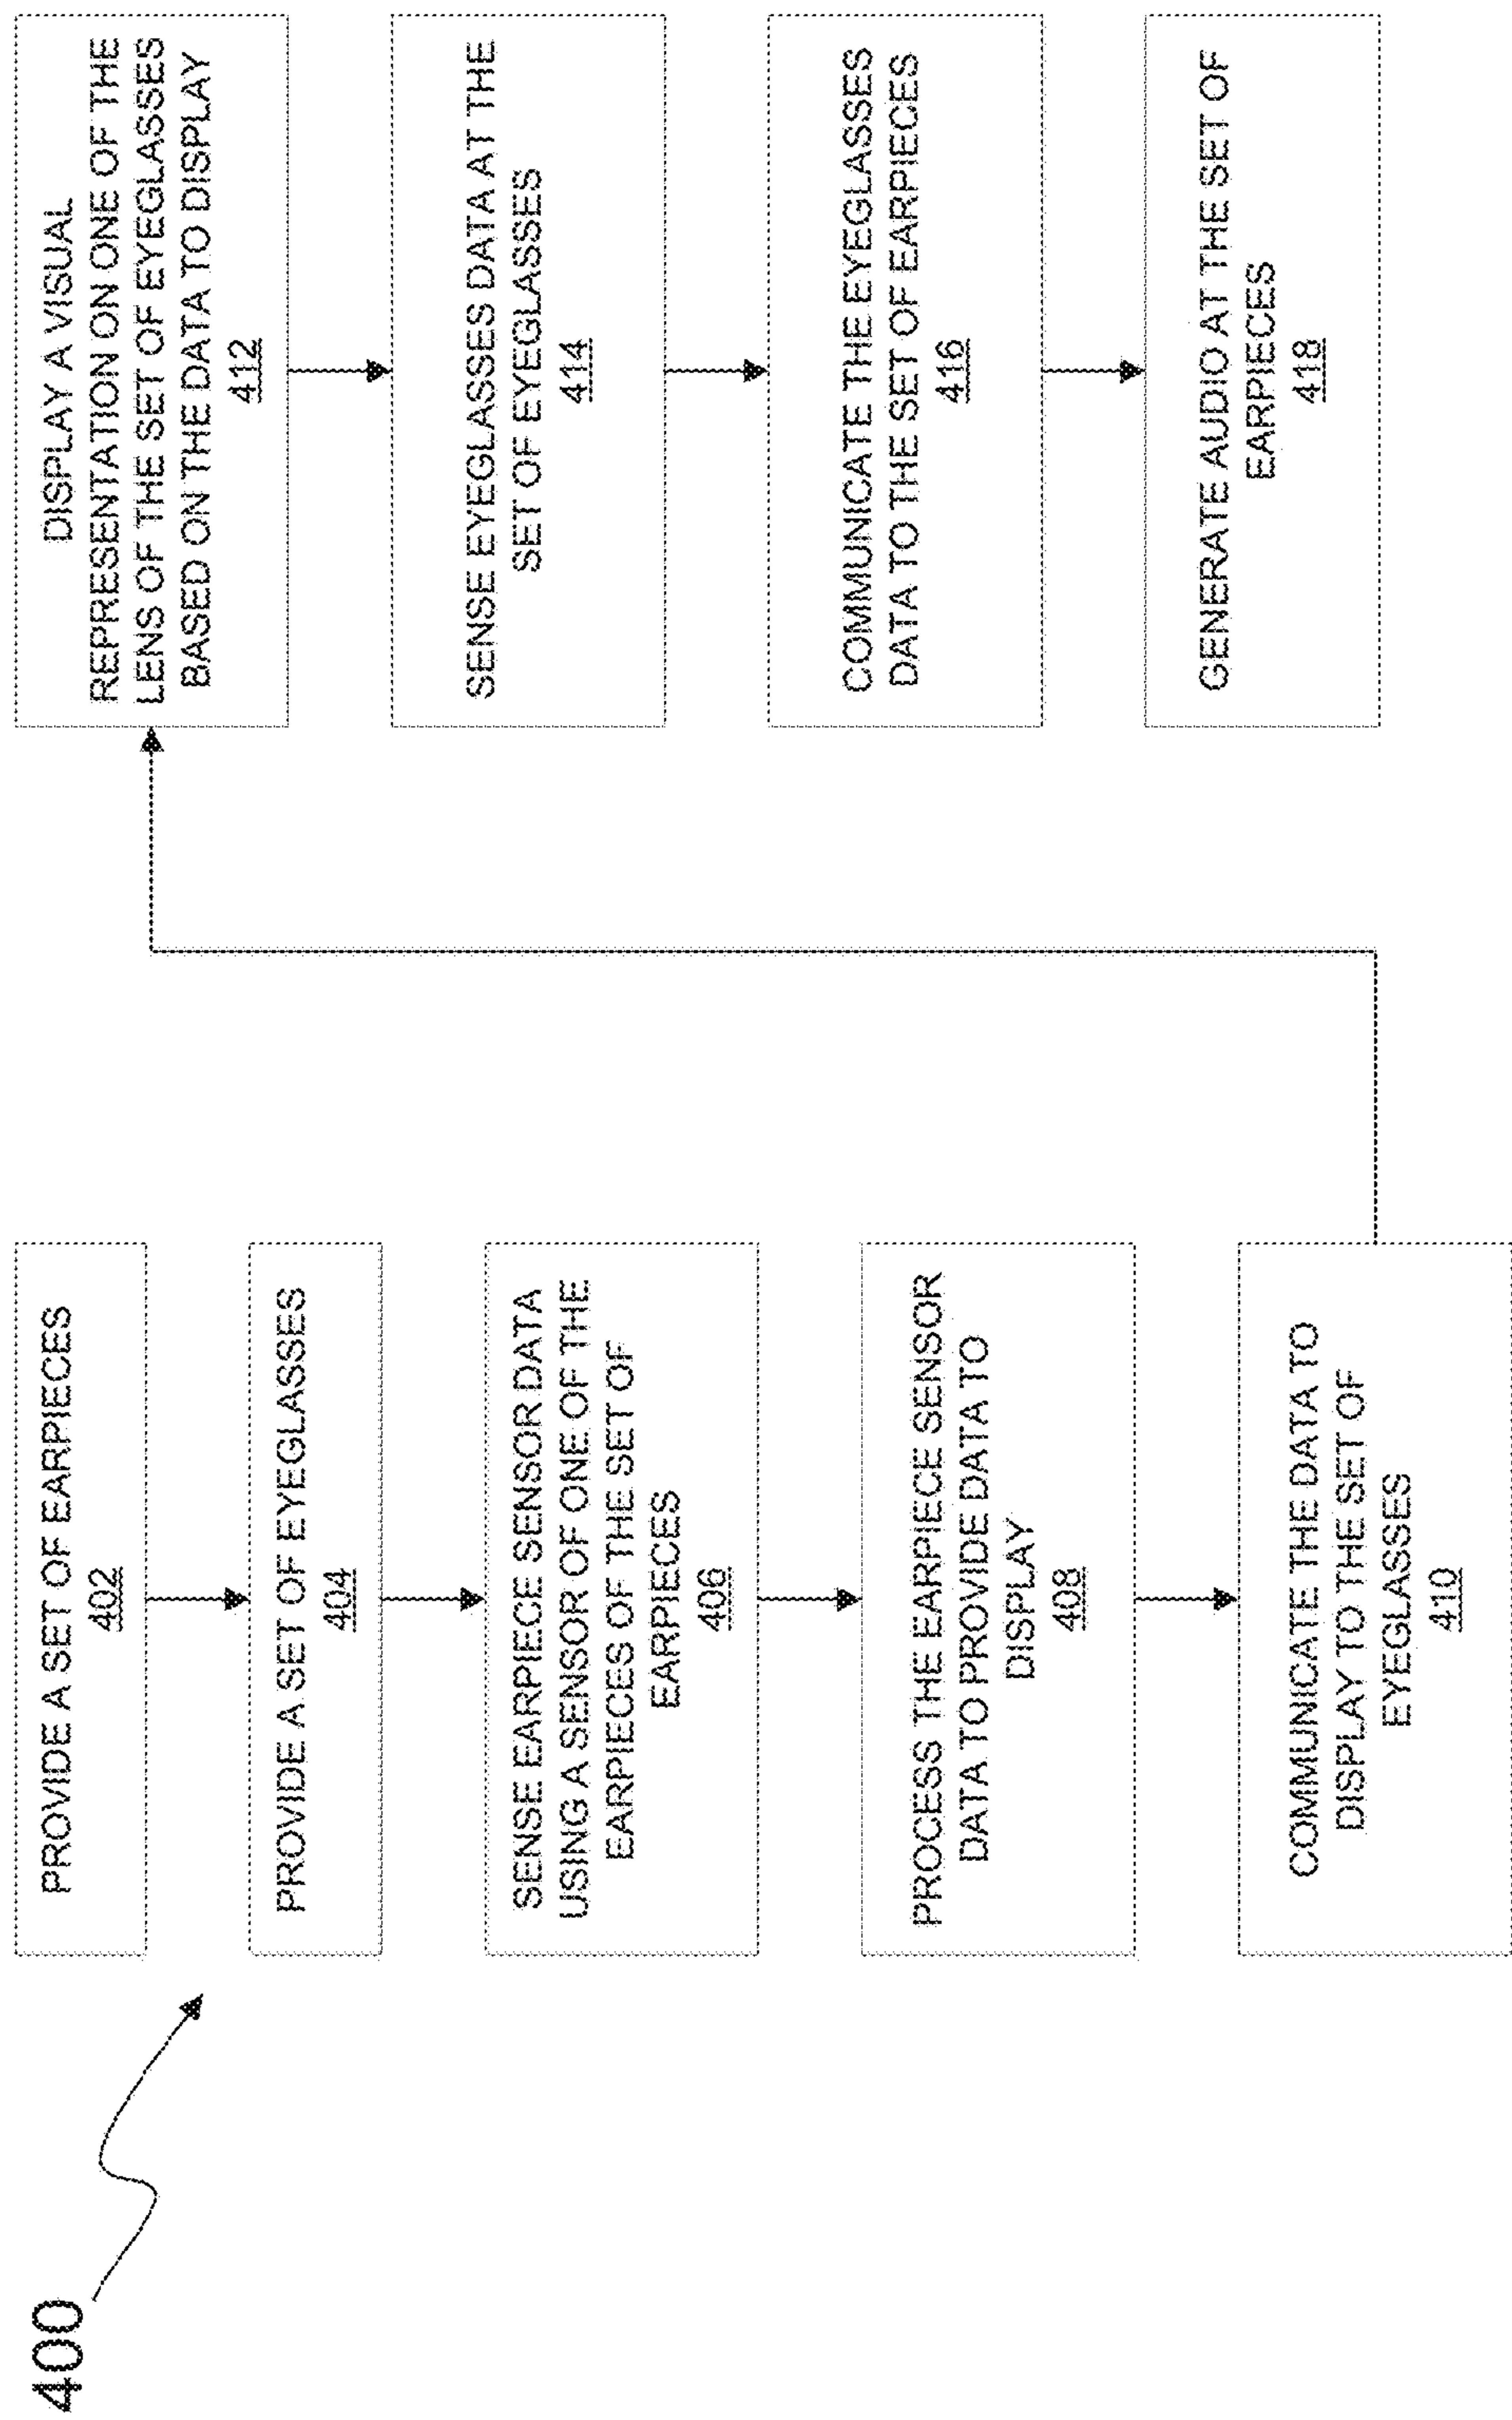 400
PROVIDE A SET OF EARPIECES
402
PROVIDE A SET OF EYEGLASSES
404
SENSE EARPIECE SENSOR DATA
USING A SENSOR OF ONE OF THE
EARPIECES OF THE SET OF
EARPIECES
406
PROCESS THE EARPIECE SENSOR
DATA TO PROVIDE DATA TO
DISPLAY
408
COMMUNICATE THE DATA TO
DISPLAY TO THE SET OF
EYEGLASSES
410
DISPLAY A VISUAL
REPRESENTATION ON ONE OF THE
LENS OF THE SET OF EYEGLASSES
BASED ON THE DATA TO DISPLAY
412
SENSE EYEGLASSES DATA AT THE
SET OF EYEGLASSES
414
COMMUNICATE THE EYEGLASSES
DATA TO THE SET OF EARPIECES
416
GENERATE AUDIO AT THE SET OF
EARPIECES
418